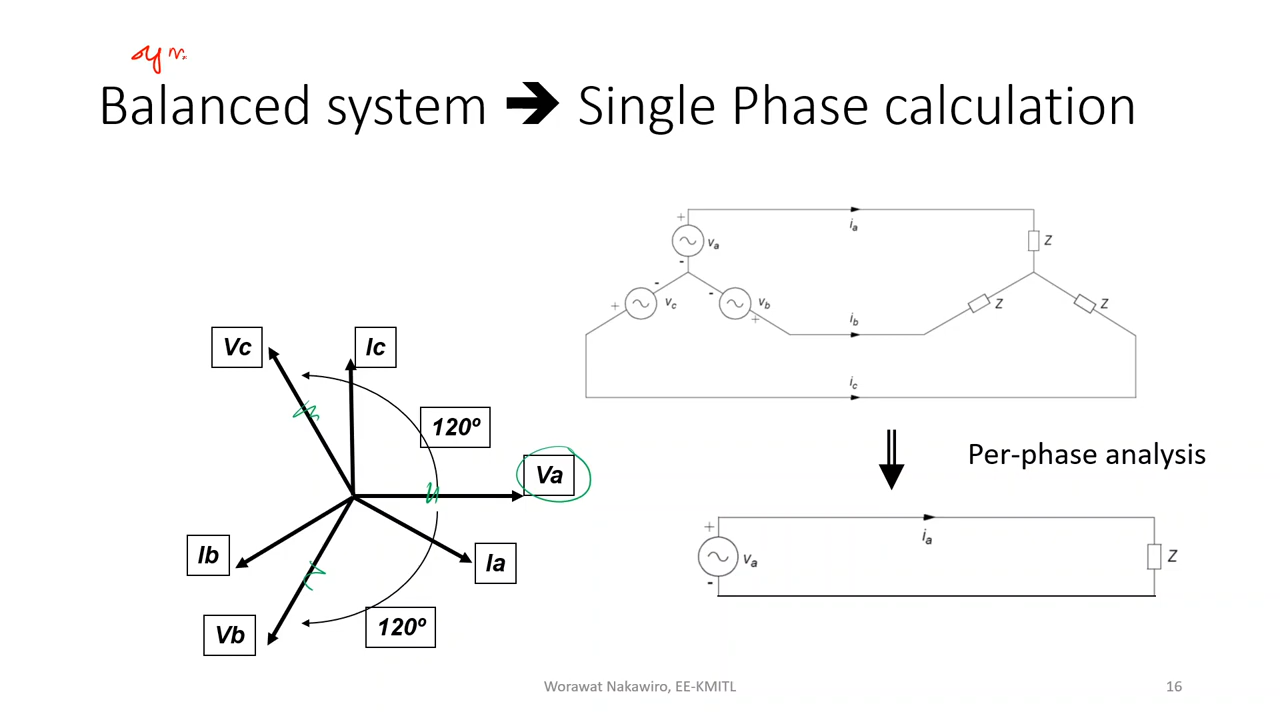 sym.
Balanced system → Single Phase calculation
+
va
-
ia
Z
-
+
vc
-
vb
+
ib
Z
Z
ic
Vc
Ic
120º
Va
Per-phase analysis
+
va
-
ia
Z
Ib
Ia
Vb
120º
Worawat Nakawiro, EE-KMITL
16